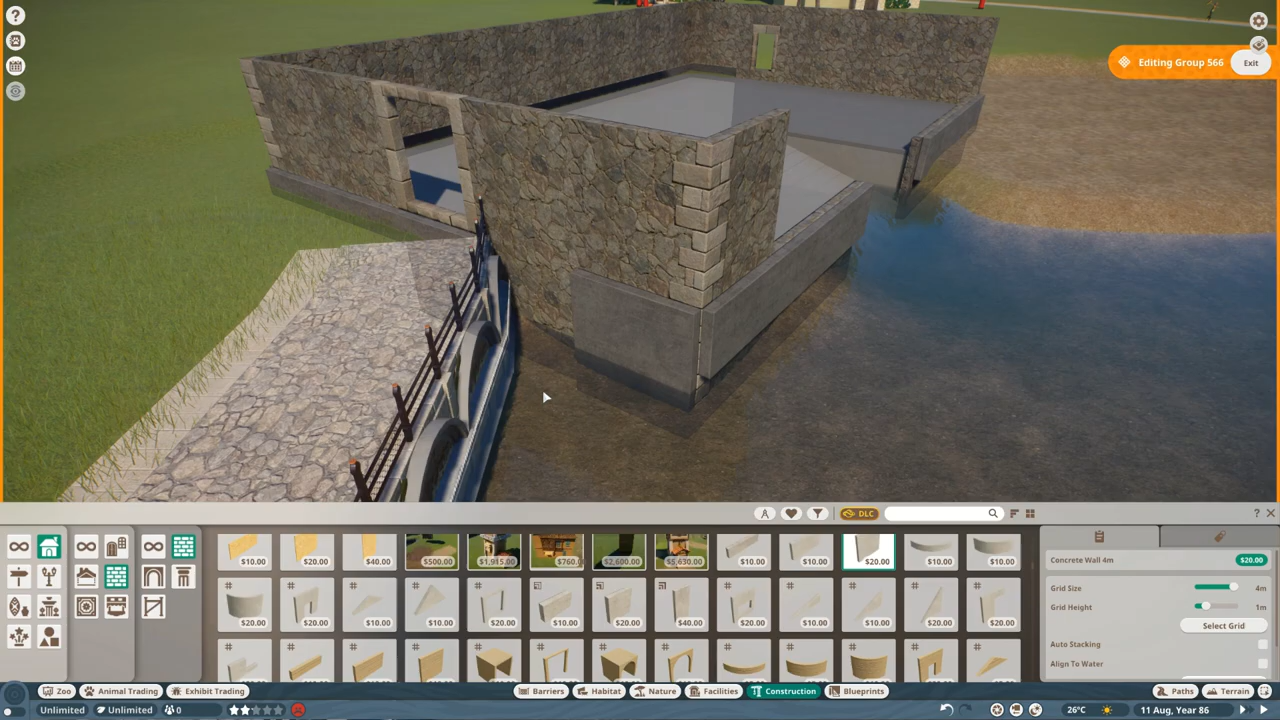 Editing Group 566
Exit
DLC
$10.00 $20.00 $40.00 $500.00 $1,915.00 $760.0 $2,600.00 $5,630.00 $10.00 $10.00 $20.00 $10.00 $10.00
$20.00 $20.00 $10.00 $10.00 $20.00 $10.00 $20.00 $40.00 $20.00 $10.00 $10.00 $20.00 $20.00
Concrete Wall 4m $20.00
Grid Size 4m
Grid Height 1m
Select Grid
Auto Stacking
Align To Water
Zoo Animal Trading Exhibit Trading Barriers Habitat Nature Facilities Construction Blueprints Paths Terrain
Unlimited Unlimited 0 26°C 11 Aug, Year 86